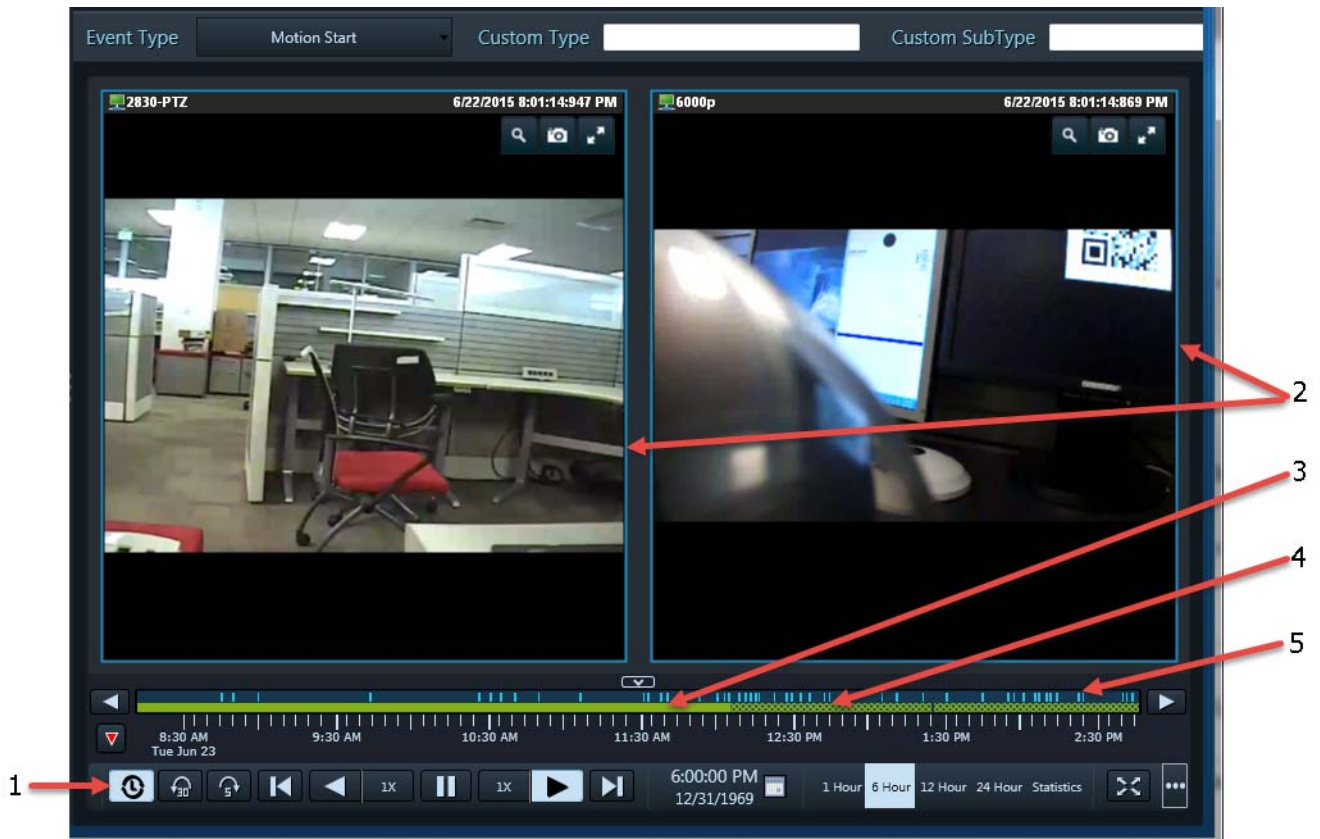 Event Type Motion Start Custom Type Custom SubType
2830-PTZ 6/22/2015 8:01:14:947 PM
6000p 6/22/2015 8:01:14:869 PM
2
3
4
5
8:30 AM 9:30 AM 10:30 AM 11:30 AM 12:30 PM 1:30 PM 2:30 PM
Tue Jun 23
1
30 5 1X 1X 6:00:00 PM 1 Hour 6 Hour 12 Hour 24 Hour Statistics
12/31/1969